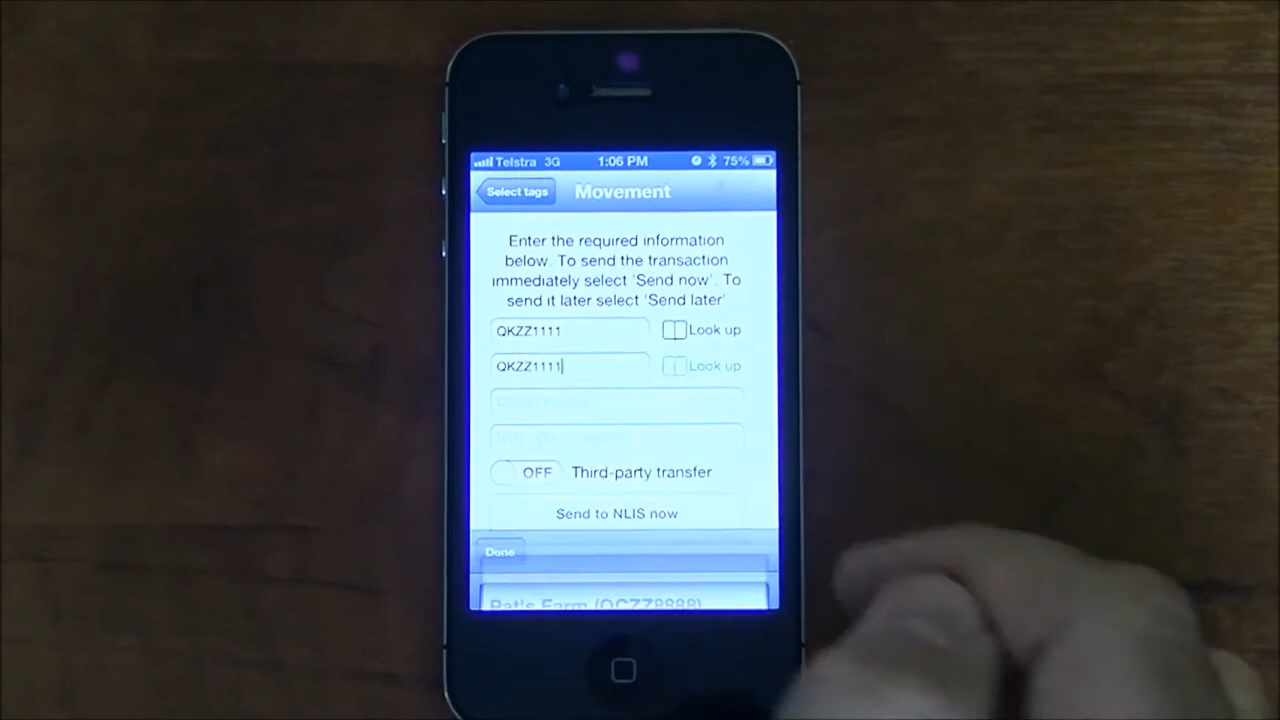 Telstra 3G 1:06 PM 75%
Select tags Movement
Enter the required information
below. To send the transaction
immediately select 'Send now'. To
send it later select 'Send later'
QKZZ1111 Look up
QKZZ1111 Look up
OFF Third-party transfer
Send to NLIS now
Done
Pat's Farm (QCZZ8888)